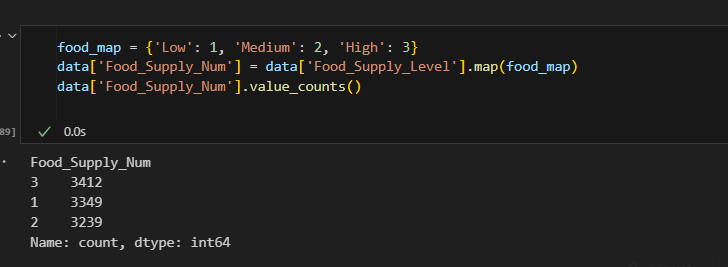 food_map = {'Low': 1, 'Medium': 2, 'High': 3}
data['Food_Supply_Num'] = data['Food_Supply_Level'].map(food_map)
data['Food_Supply_Num'].value_counts()
89]
0.0s
Food_Supply_Num
3    3412
1    3349
2    3239
Name: count, dtype: int64